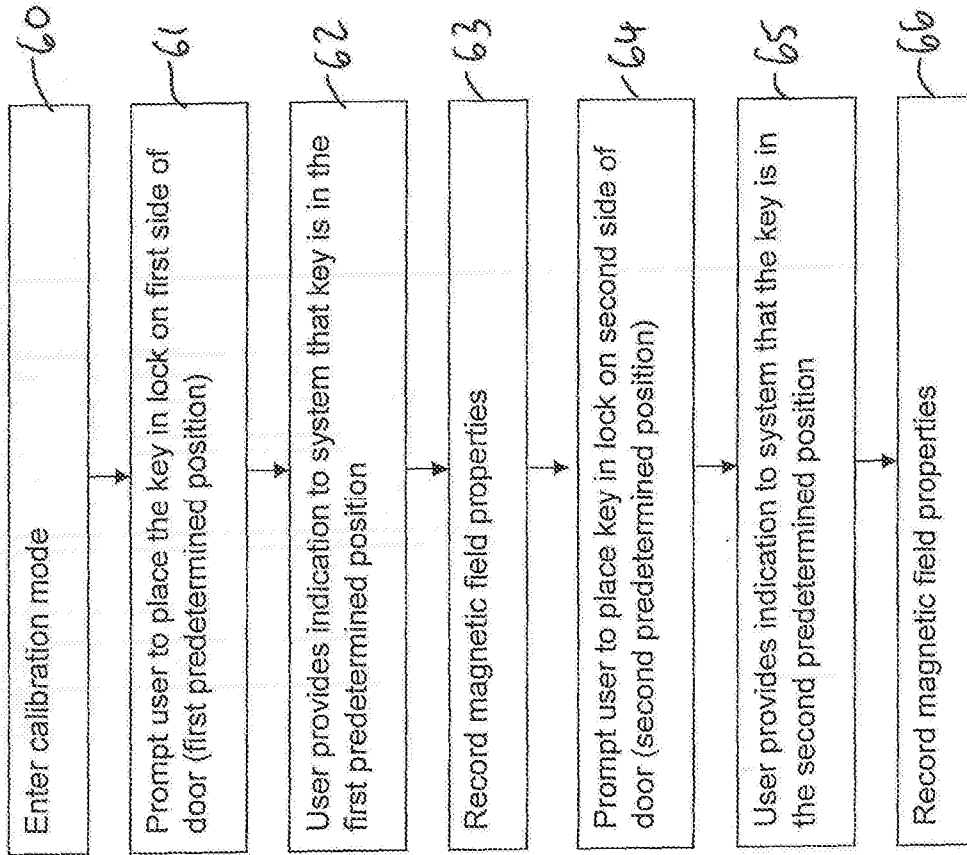 Enter calibration mode
60
Prompt user to place the key in lock on first side of
door (first predetermined position)
61
User provides indication to system that key is in the
first predetermined position
62
Record magnetic field properties
63
Prompt user to place key in lock on second side of
door (second predetermined position)
64
User provides indication to system that the key is in
the second predetermined position
65
Record magnetic field properties
66